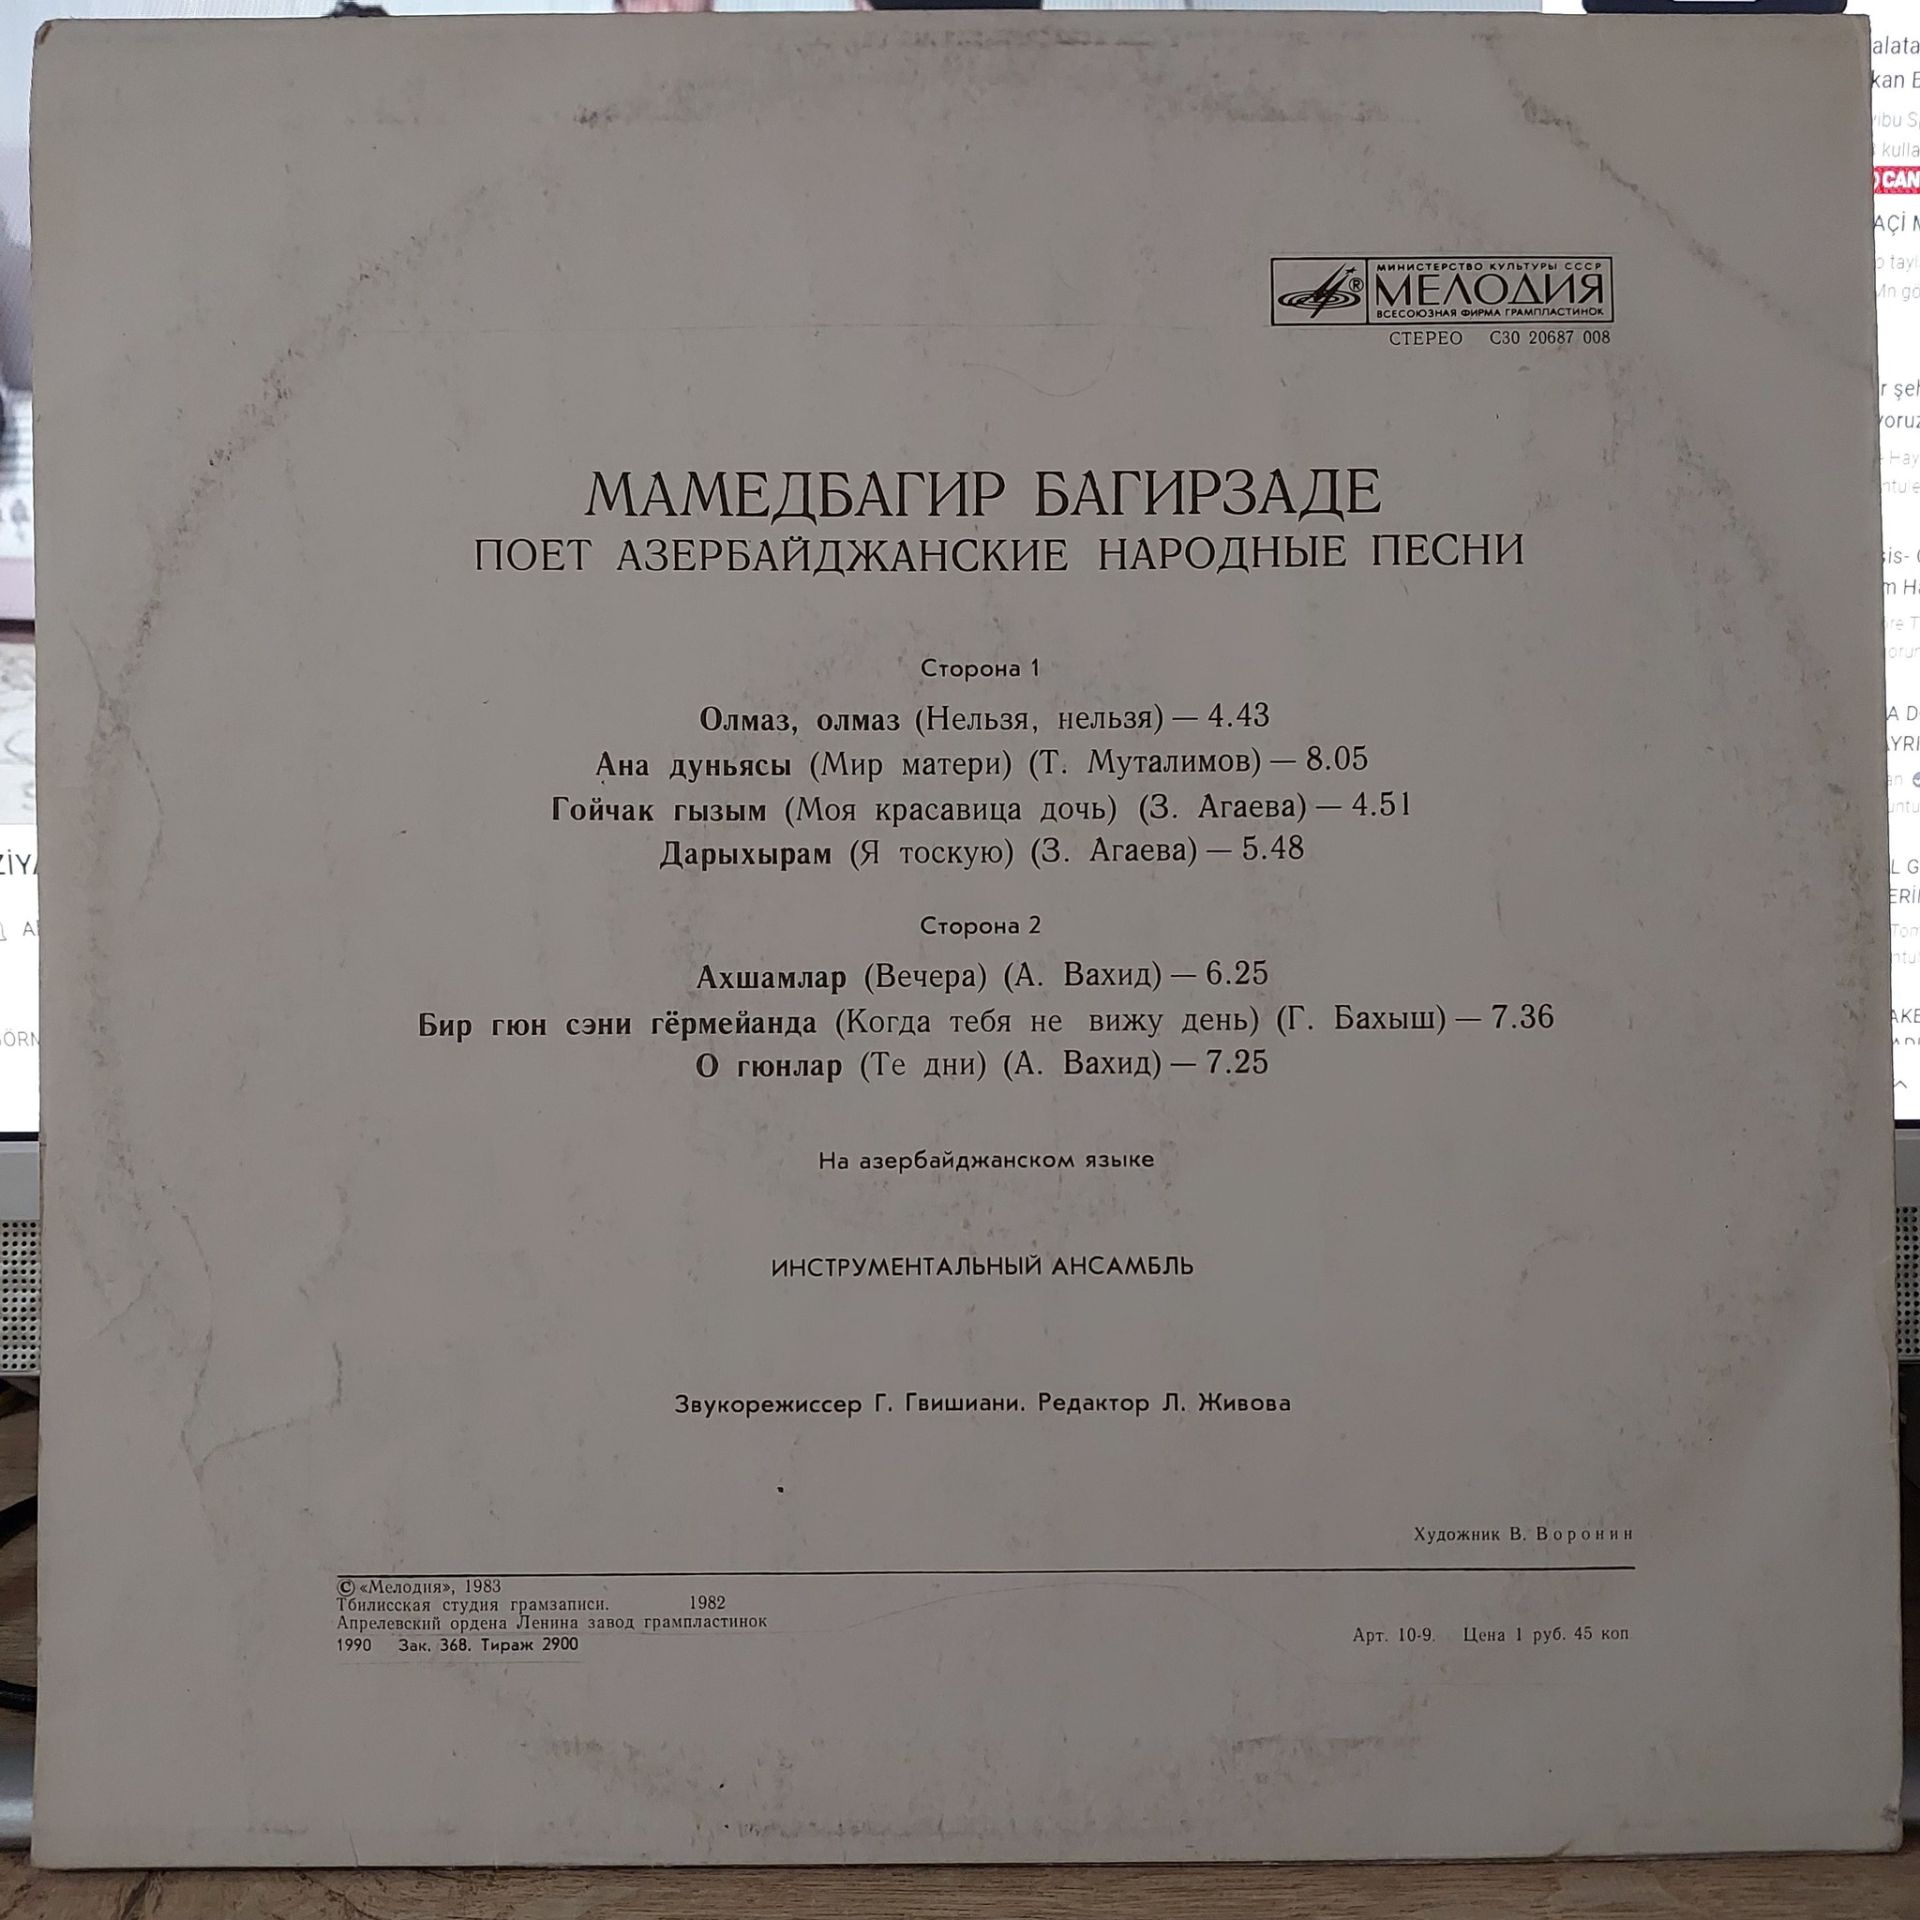 МИНИСТЕРСТВО КУЛЬТУРЫ СССР
МЕЛОДИЯ
ВСЕСОЮЗНАЯ ФИРМА ГРАМПЛАСТИНОК
СТЕРЕО С30 20687 008
МАМЕДБАГИР БАГИРЗАДЕ
ПОЕТ АЗЕРБАЙДЖАНСКИЕ НАРОДНЫЕ ПЕСНИ
Сторона 1
Олмаз, олмаз (Нельзя, нельзя) — 4.43
Ана дуньясы (Мир матери) (Т. Муталимов) — 8.05
Гойчак гызым (Моя красавица дочь) (З. Агаева) — 4.51
Дарыхырам (Я тоскую) (З. Агаева) — 5.48
Сторона 2
Ахшамлар (Вечера) (А. Вахид) — 6.25
Бир гюн сэни гёрмейанда (Когда тебя не вижу день) (Г. Бахыш) — 7.36
О гюнлар (Те дни) (А. Вахид) — 7.25
На азербайджанском языке
ИНСТРУМЕНТАЛЬНЫЙ АНСАМБЛЬ
Звукорежиссер Г. Гвишиани. Редактор Л. Живова
Художник В. Воронин
© «Мелодия», 1983
Тбилисская студия грамзаписи. 1982
Апрелевский ордена Ленина завод грампластинок
1990 Зак. 368. Тираж 2900
Арт. 10-9. Цена 1 руб. 45 коп